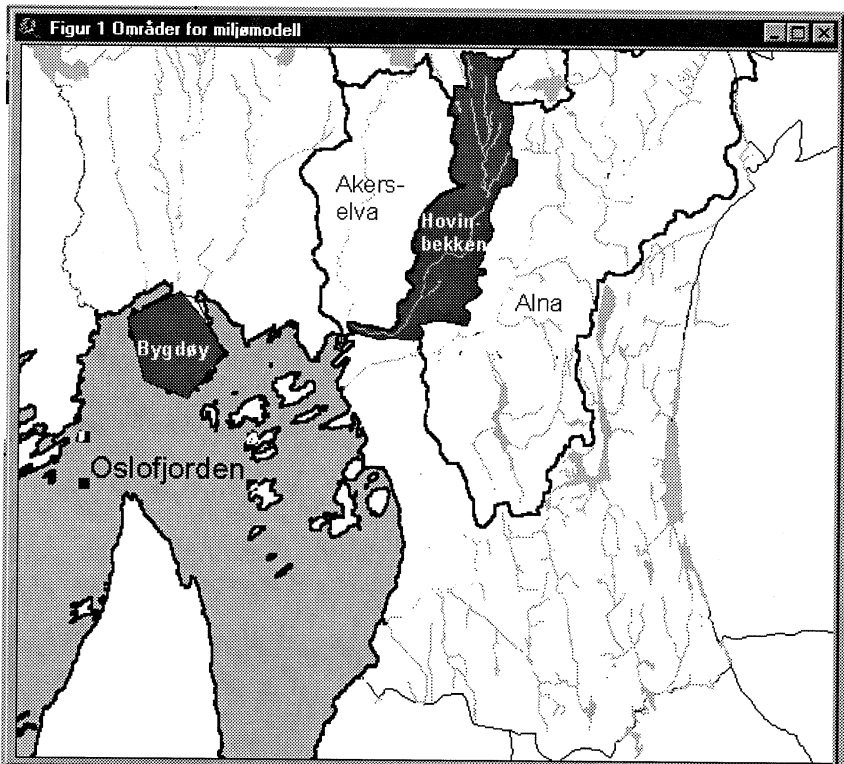 Figur 1 Områder for miljømodell
Akers-
elva
Hovin-
bekken
Alna
Bygdøy
Oslofjorden